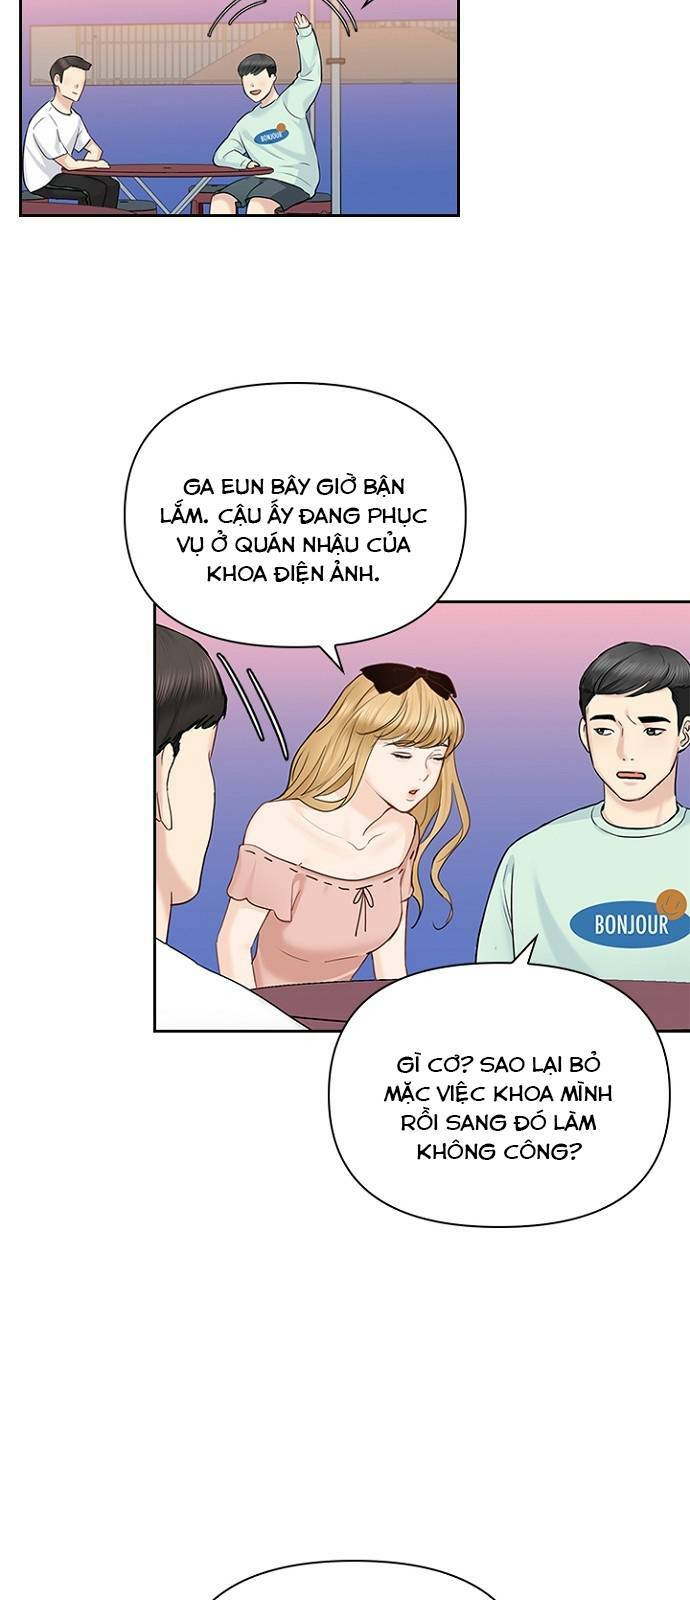 BONJOUR
GA EUN BÂY GIỜ BẬN
LẮM. CẬU ẤY ĐANG PHỤC
VỤ Ở QUÁN NHẬU CỦA
KHOA ĐIỆN ẢNH.
BONJOUR
GÌ CƠ? SAO LẠI BỎ
MẶC VIỆC KHOA MÌNH
RỒI SANG ĐÓ LÀM
KHÔNG CÔNG?